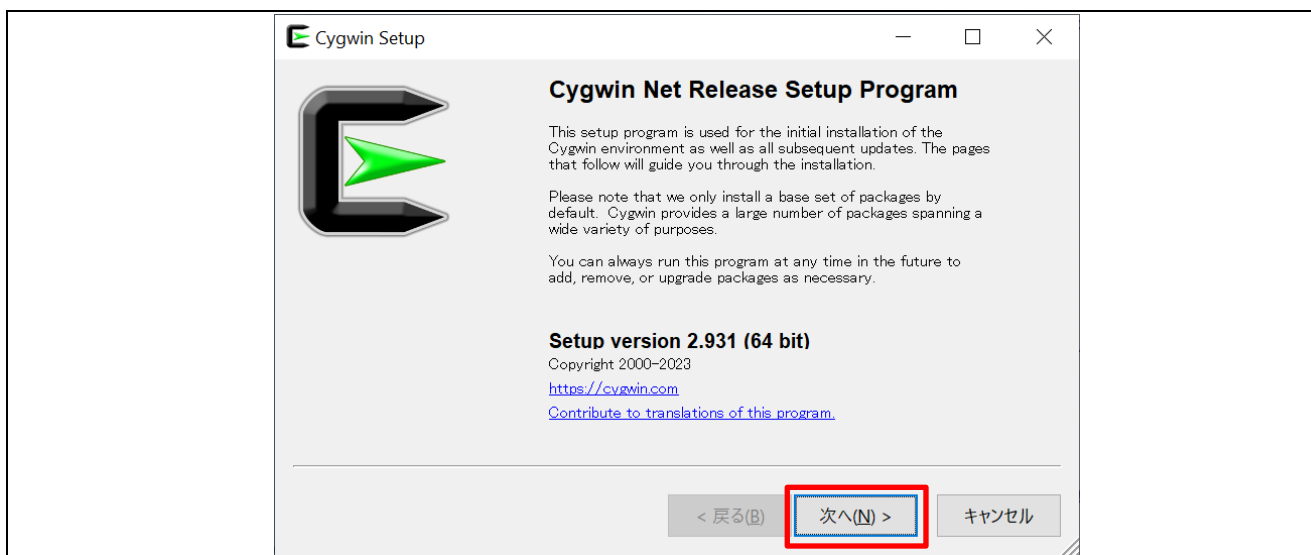 Cygwin Setup
Cygwin Net Release Setup Program
This setup program is used for the initial installation of the
Cygwin environment as well as all subsequent updates. The pages
that follow will guide you through the installation.
Please note that we only install a base set of packages by
default. Cygwin provides a large number of packages spanning a
wide variety of purposes.
You can always run this program at any time in the future to
add, remove, or upgrade packages as necessary.
Setup version 2.931 (64 bit)
Copyright 2000-2023
https://cygwin.com
Contribute to translations of this program.
< 戻る(B) 次へ(N) > キャンセル